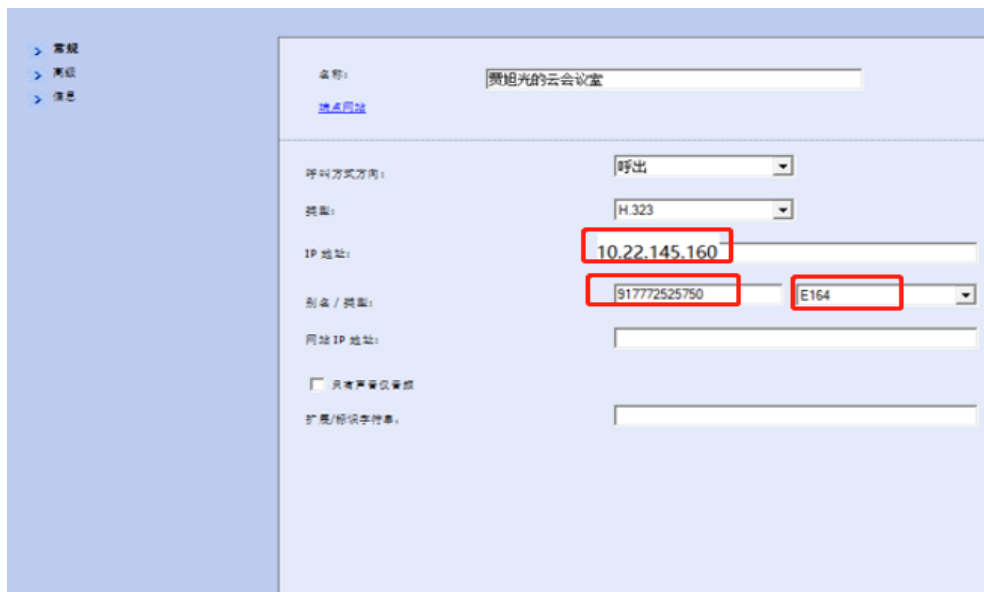 常规
高级
信息
名称: 贾旭光的云会议室
端点网站
呼叫方式方向: 呼出
类型: H.323
IP 地址: 10.22.145.160
别名 / 类型: 917772525750 E164
网站 IP 地址:
只有声音仅音频
扩展/标识字符串: